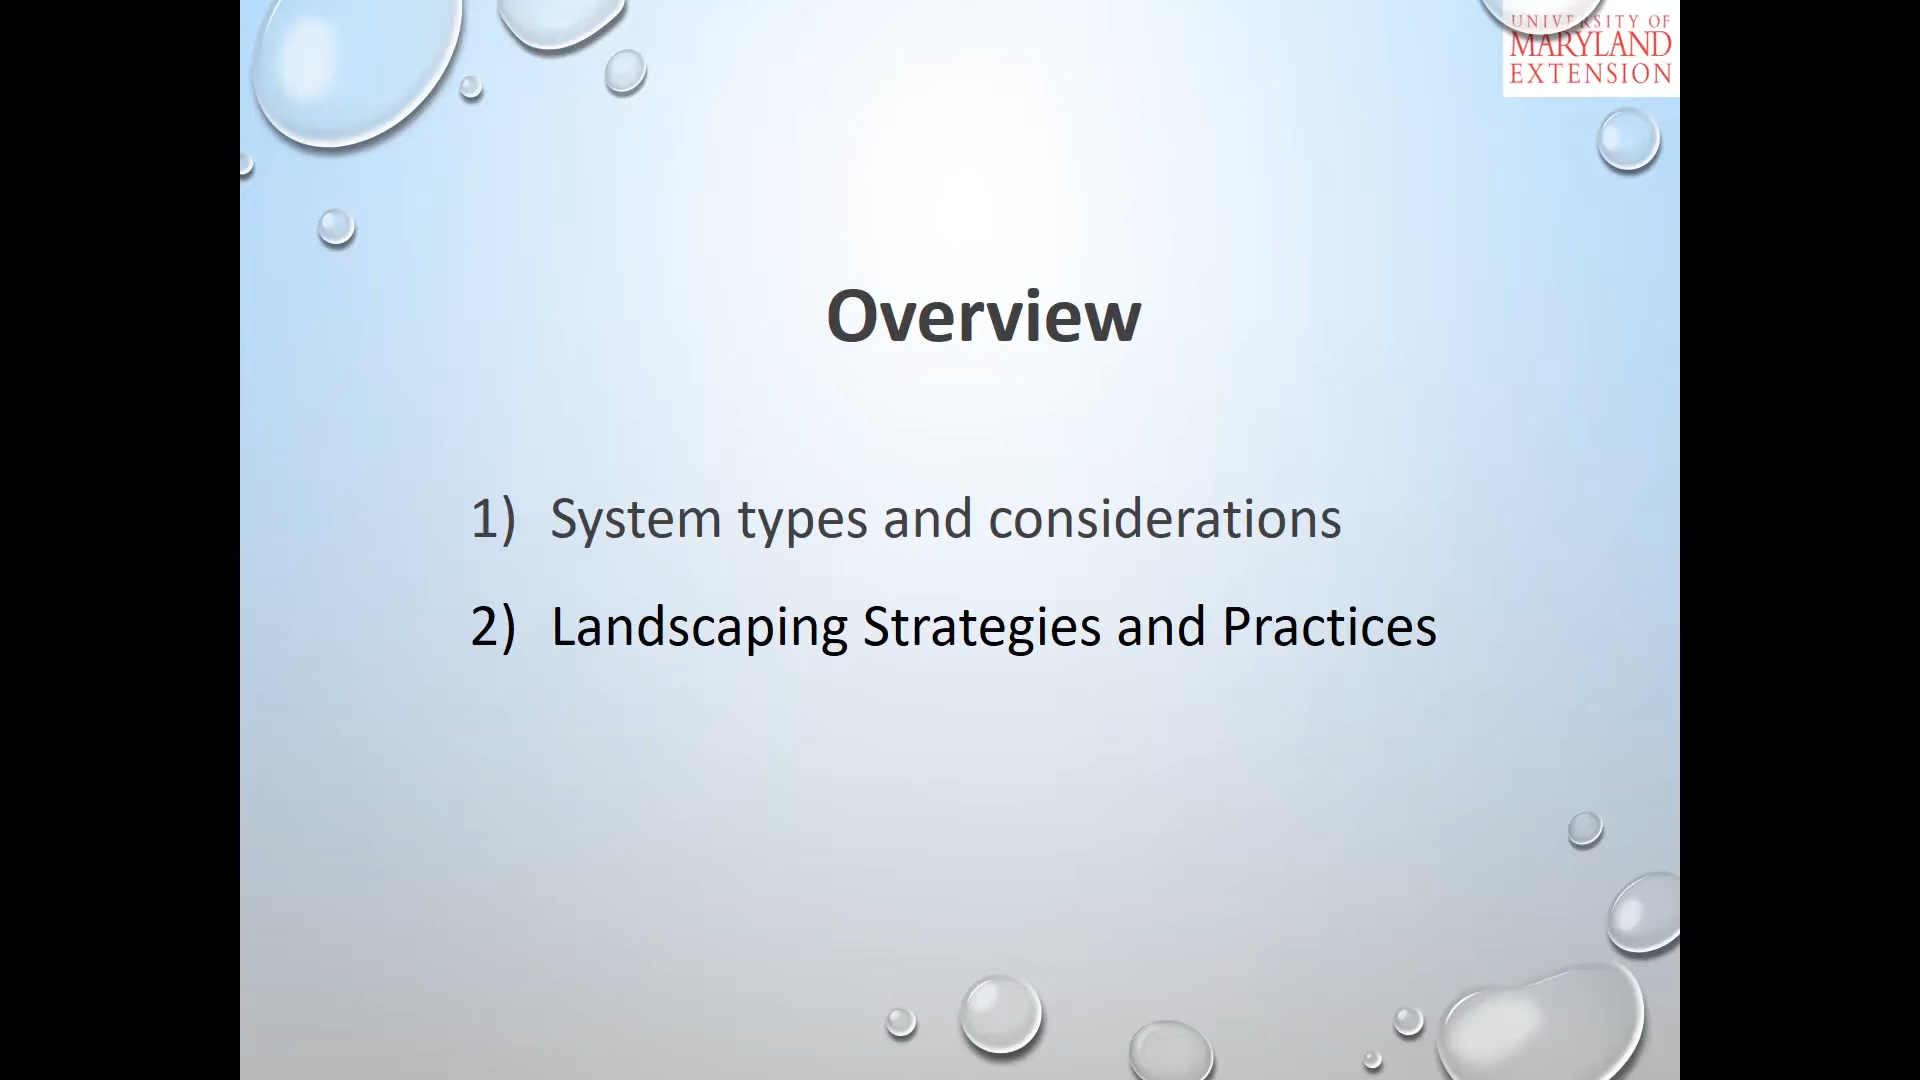 UNIVERSITY OF
MARYLAND
EXTENSION
Overview
1) System types and considerations
2) Landscaping Strategies and Practices